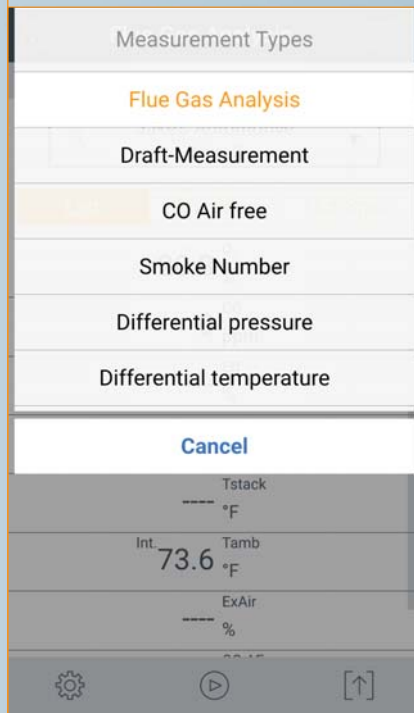 Measurement Types
Flue Gas Analysis
Draft-Measurement
CO Air free
Smoke Number
Differential pressure
Differential temperature
Cancel
---- Tstack
°F
Int. 73.6 Tamb
°F
---- ExAir
%